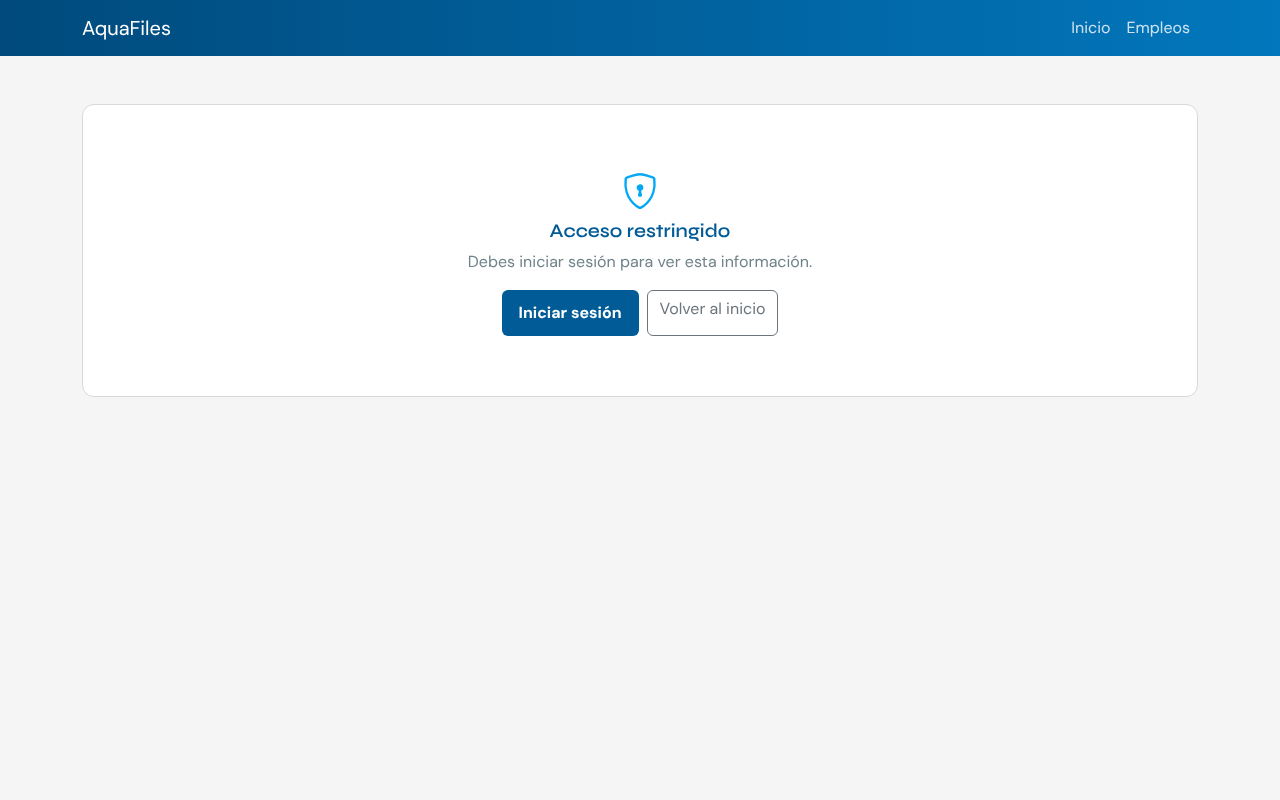 AquaFiles
Inicio Empleos
Acceso restringido
Debes iniciar sesión para ver esta información.
Iniciar sesión Volver al inicio